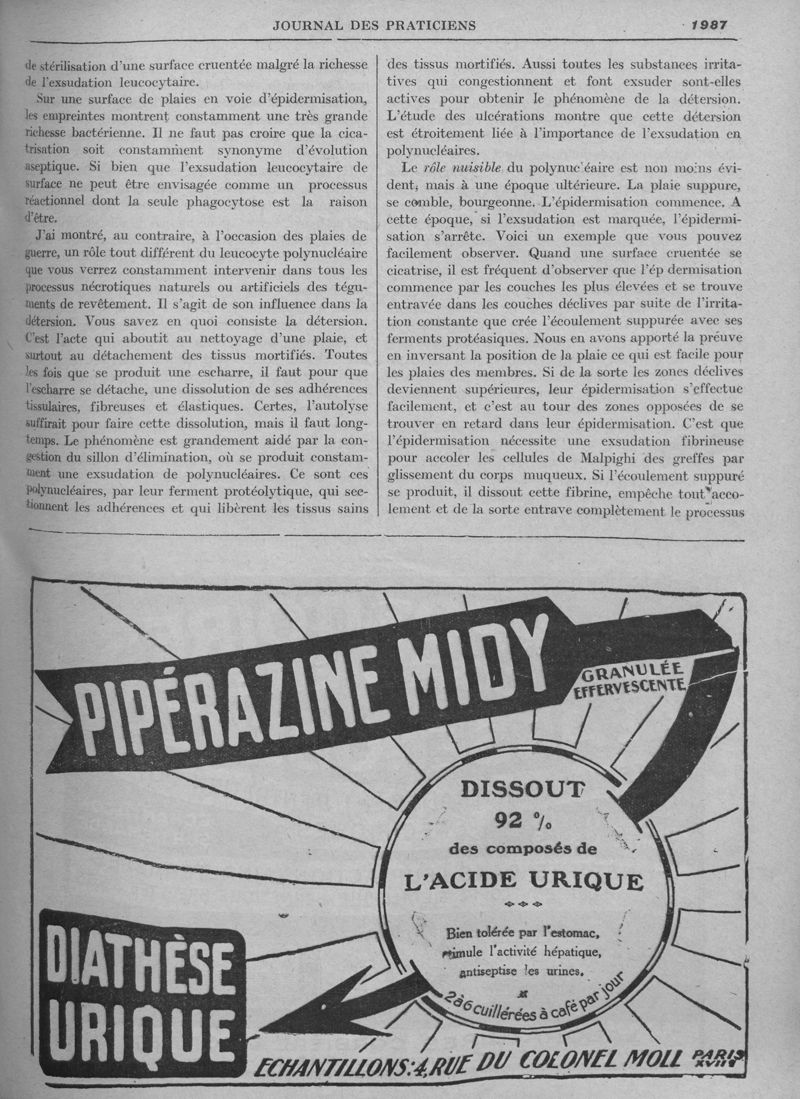 JOURNAL DES PRATICIENS
1987
de stérilisation d'une surface cruentée malgré la richesse
de l'exsudation leucocytaire.
Sur une surface de plaies en voie d'épidermisation,
les empreintes montrent constamment une très grande
richesse bactérienne. Il ne faut pas croire que la cica-
trisation soit constamment synonyme d'évolution
aseptique. Si bien que l'exsudation leucocytaire de
surface ne peut être envisagée comme un processus
réactionnel dont la seule phagocytose est la raison
d'être.
J'ai montré, au contraire, à l'occasion des plaies de
guerre, un rôle tout différent du leucocyte polynucléaire
que vous verrez constamment intervenir dans tous les
processus nécrotiques naturels ou artificiels des tégu-
ments de revêtement. Il s'agit de son influence dans la
détersion. Vous savez en quoi consiste la détersion.
C'est l'acte qui aboutit au nettoyage d'une plaie, et
surtout au détachement des tissus mortifiés. Toutes
les fois que se produit une escharre, il faut pour que
l'escharre se détache, une dissolution de ses adhérences
tissulaires, fibreuses et élastiques. Certes, l'autolyse
suffirait pour faire cette dissolution, mais il faut long-
temps. Le phénomène est grandement aidé par la con-
gestion du sillon d'élimination, où se produit constam-
ment une exsudation de polynucléaires. Ce sont ces
polynucléaires, par leur ferment protéolytique, qui sec-
tionnent les adhérences et qui libèrent les tissus sains
des tissus mortifiés. Aussi toutes les substances irrita-
tives qui congestionnent et font exsuder sont-elles
actives pour obtenir le phénomène de la détersion.
L'étude des ulcérations montre que cette détersion
est étroitement liée à l'importance de l'exsudation en
polynucléaires.
Le rôle nuisible du polynucléaire est non moins évi-
dent, mais à une époque ultérieure. La plaie suppure,
se comble, bourgeonne. L'épidermisation commence. A
cette époque, si l'exsudation est marquée, l'épidermi-
sation s'arrête. Voici un exemple que vous pouvez
facilement observer. Quand une surface cruentée se
cicatrise, il est fréquent d'observer que l'ép dermisation
commence par les couches les plus élevées et se trouve
entravée dans les couches déclives par suite de l'irrita-
tion constante que crée l'écoulement suppurée avec ses
ferments protéasiques. Nous en avons apporté la preuve
en inversant la position de la plaie ce qui est facile pour
les plaies des membres. Si de la sorte les zones déclives
deviennent supérieures, leur épidermisation s'effectue
facilement, et c'est au tour des zones opposées de se
trouver en retard dans leur épidermisation. C'est que
l'épidermisation nécessite une exsudation fibrineuse
pour accoler les cellules de Malpighi des greffes par
glissement du corps muqueux. Si l'écoulement suppuré
se produit, il dissout cette fibrine, empêche tout acco-
lement et de la sorte entrave complètement le processus
PIPÉRAZINE MIDY
GRANULÉE
EFFERVESCENTE
DISSOUT
92 %
des composés de
L'ACIDE URIQUE
Bien tolérée par l'estomac,
stimule l'activité hépatique,
antiseptise les urines.
2 à 6 cuillérées à café par jour
DIATHÈSE
URIQUE
ECHANTILLONS: 4, RUE DU COLONEL MOLL PARIS XVIIe